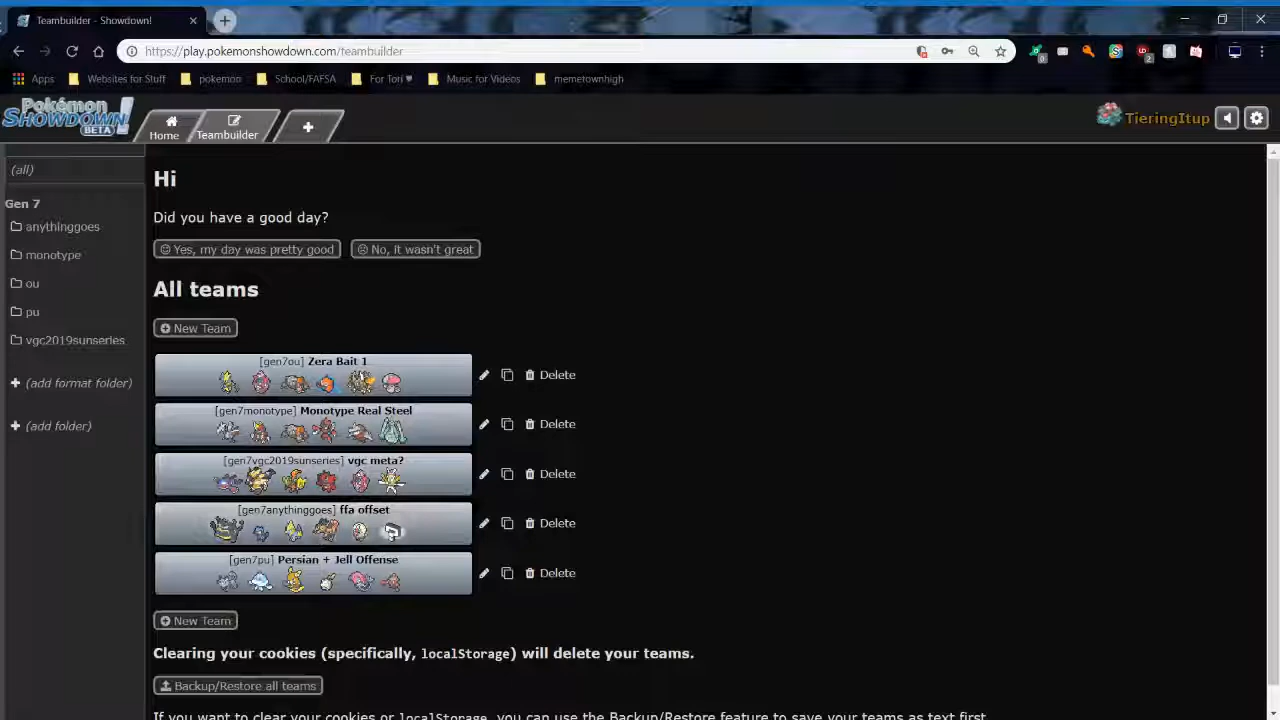 Teambuilder - Showdown!
https://play.pokemonshowdown.com/teambuilder
0
2
Apps Websites for Stuff pokemon School/FAFSA For Tori ♥ Music for Videos memetownhigh
Pokémon
SHOWDOWN!
BETA
Home
Teambuilder
TieringItup
(all)
Gen 7
anythinggoes
monotype
ou
pu
vgc2019sunseries
(add format folder)
(add folder)
Hi
Did you have a good day?
Yes, my day was pretty good No, it wasn't great
All teams
New Team
[gen7ou] Zera Bait 1
Delete
[gen7monotype] Monotype Real Steel
Delete
[gen7vgc2019sunseries] vgc meta?
Delete
[gen7anythinggoes] ffa offset
Delete
[gen7pu] Persian + Jell Offense
Delete
New Team
Clearing your cookies (specifically, localStorage) will delete your teams.
Backup/Restore all teams
If you want to clear your cookies or localStorage, you can use the Backup/Restore feature to save your teams as text first.